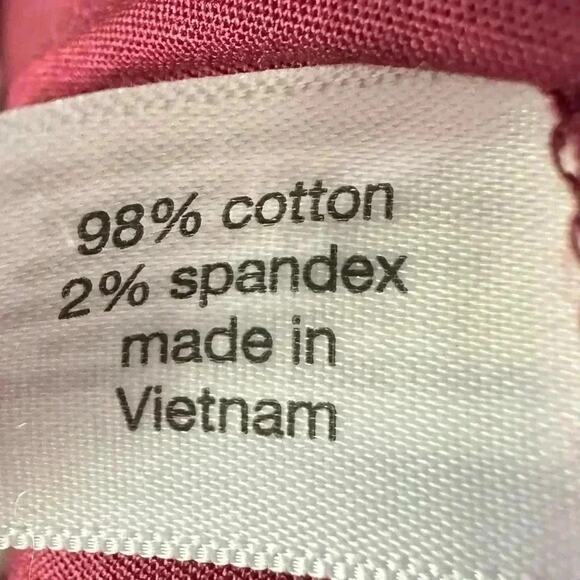 98% cotton
2% spandex
made in
Vietnam